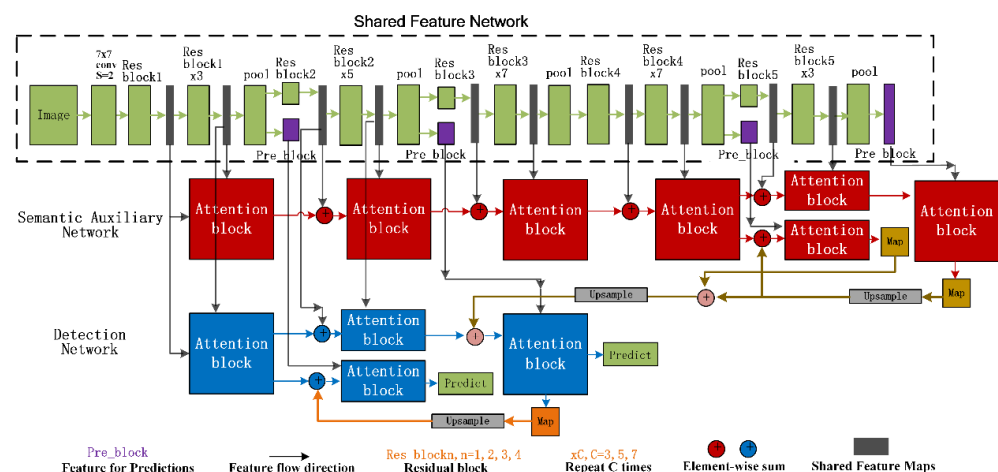 Shared Feature Network
Image
7x7
conv
S=2
Res
block1
Res
block1
x3
pool
Res
block2
Res
block2
x5
pool
Res
block3
Res
block3
x7
pool
Res
block4
Res
block4
x7
pool
Res
block5
Res
block5
x3
pool
Pre_block
Pre_block
Pre_block
Pre block
Semantic Auxiliary
Network
Attention
block
Attention
block
Attention
block
Attention
block
Attention
block
Attention
block
Attention
block
Map
Map
Upsample
Upsample
Detection
Network
Attention
block
Attention
block
Attention
block
Attention
block
Predict
Predict
Upsample
Map
Pre_block
Feature for Predictions
Feature flow direction
Res blockn, n=1, 2, 3, 4
Residual block
xC, C=3, 5, 7
Repeat C times
Element-wise sum
Shared Feature Maps